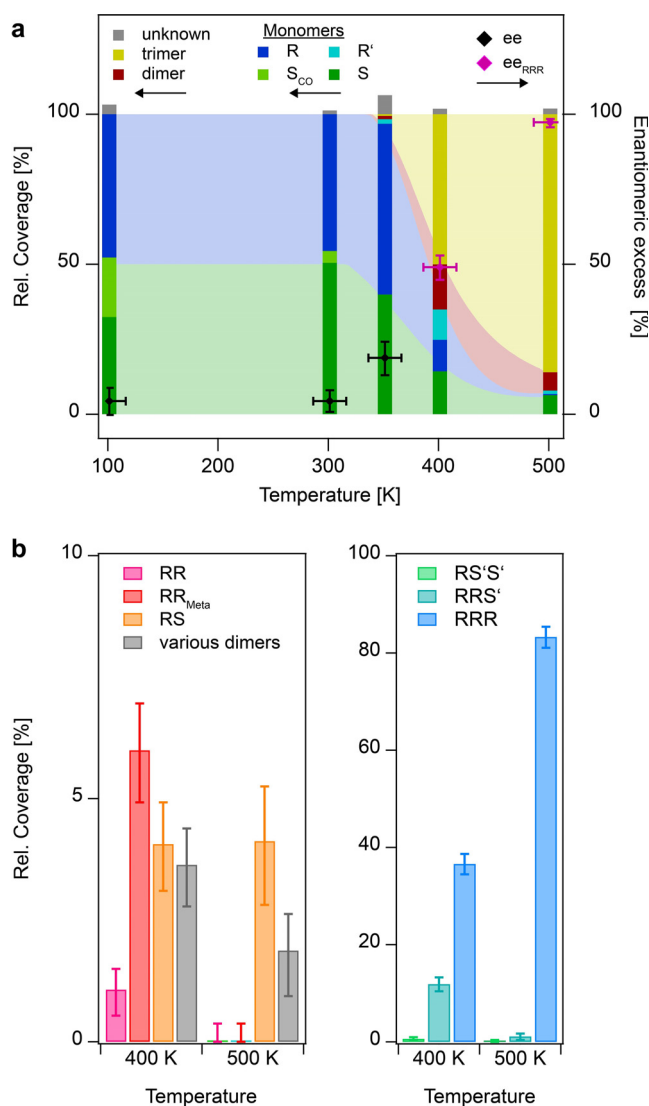 a
unknown
trimer
dimer
Monomers
R
R‘
S_CO
S
ee
ee_RRR
Rel. Coverage [%]
100
50
0
Enantiomeric excess [%]
100
50
0
100
200
300
400
500
Temperature [K]
b
10
5
0
Rel. Coverage [%]
RR
RR_Meta
RS
various dimers
400 K
500 K
Temperature
100
80
60
40
20
0
RS‘S‘
RRS‘
RRR
400 K
500 K
Temperature